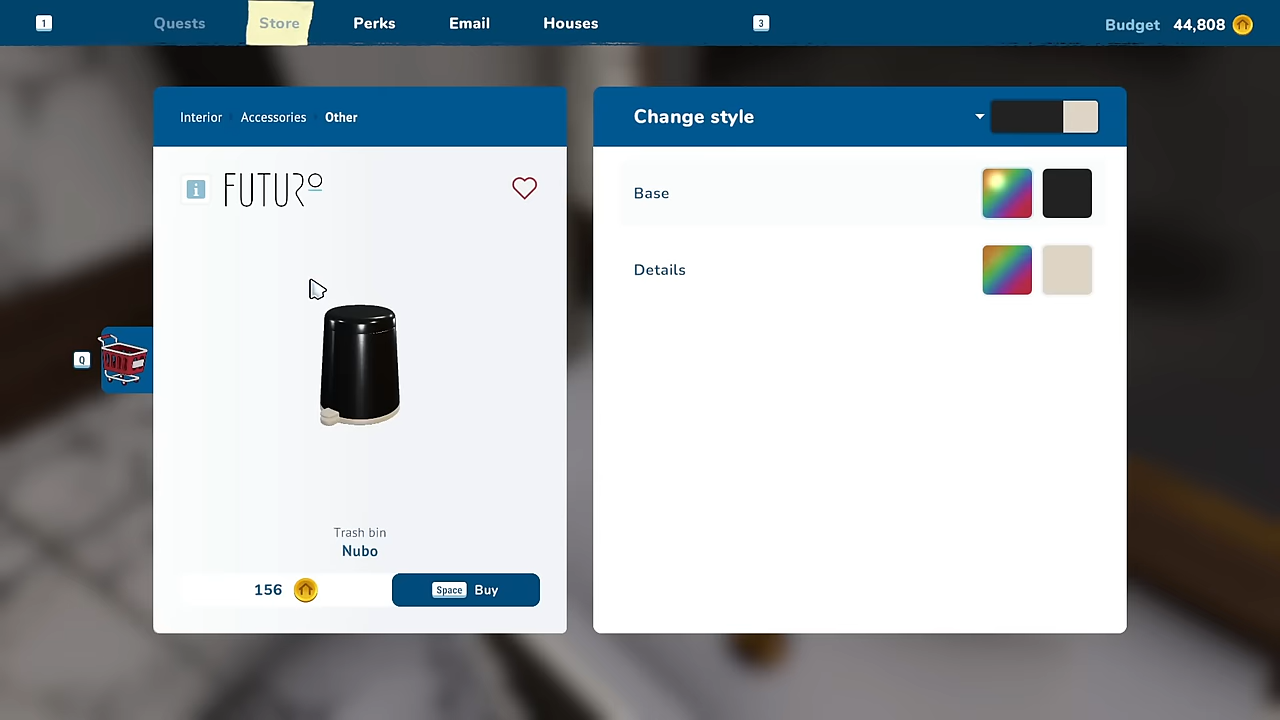 1 Quests Store Perks Email Houses 3 Budget 44,808
Interior Accessories Other
Change style
i FUTURO
Base
Details
Q
Trash bin
Nubo
156 Space Buy